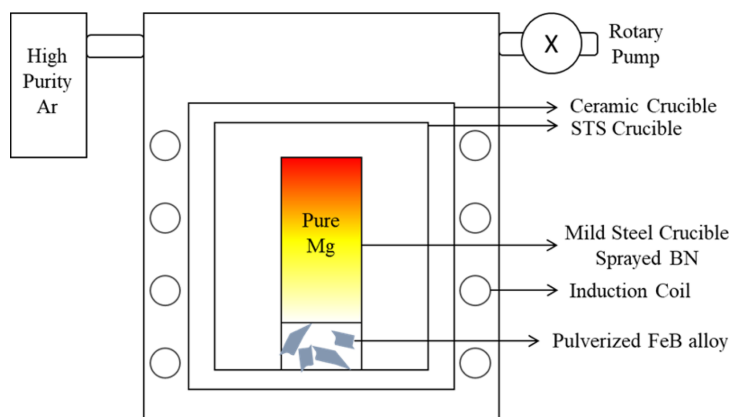 High
Purity
Ar
X
Rotary
Pump
Ceramic Crucible
STS Crucible
Pure
Mg
Mild Steel Crucible
Sprayed BN
Induction Coil
Pulverized FeB alloy